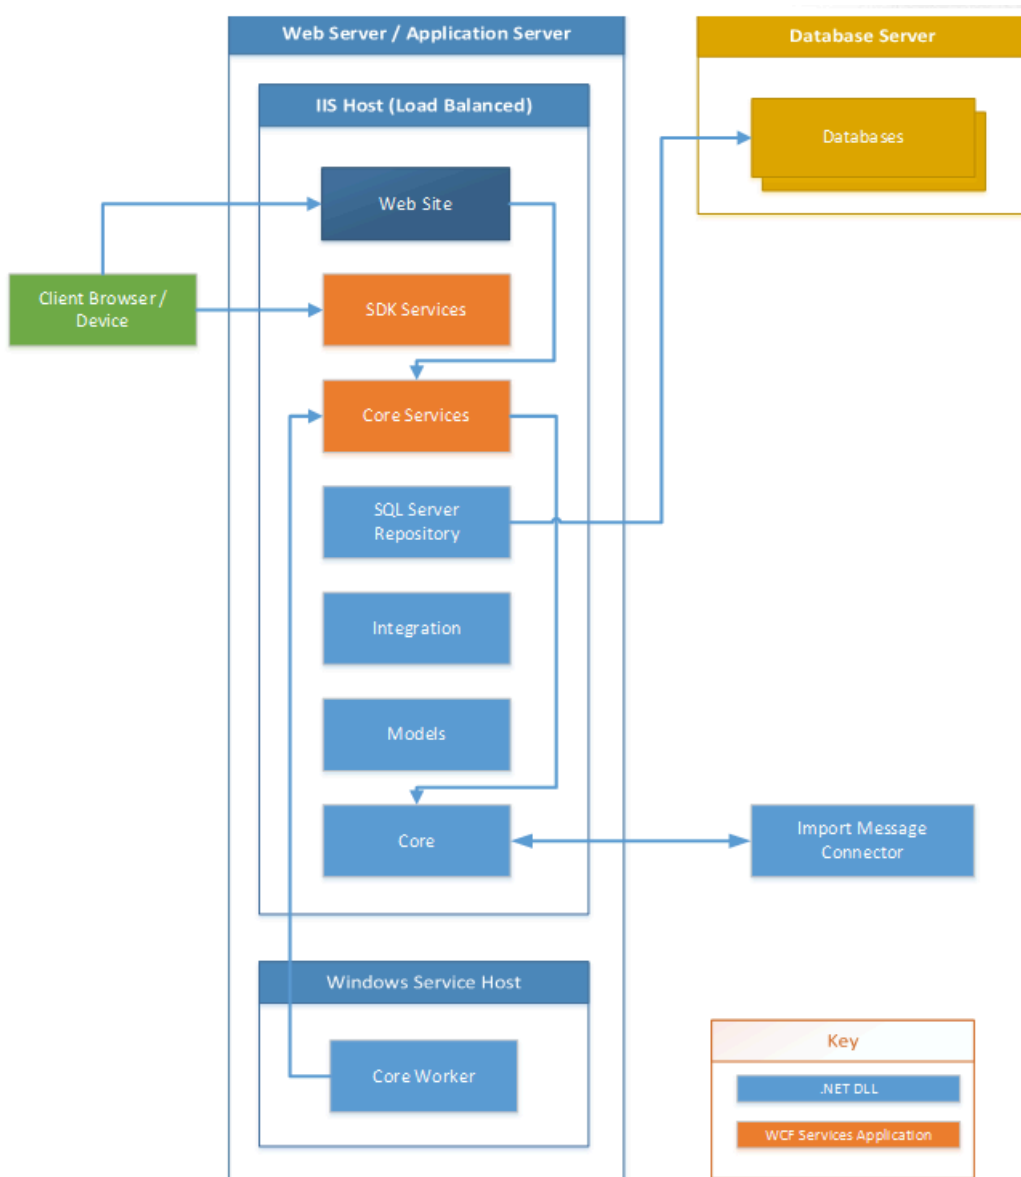 Web Server / Application Server
Database Server
IIS Host (Load Balanced)
Databases
Web Site
Client Browser /
Device
SDK Services
Core Services
SQL Server
Repository
Integration
Models
Core
Import Message
Connector
Windows Service Host
Core Worker
Key
.NET DLL
WCF Services Application